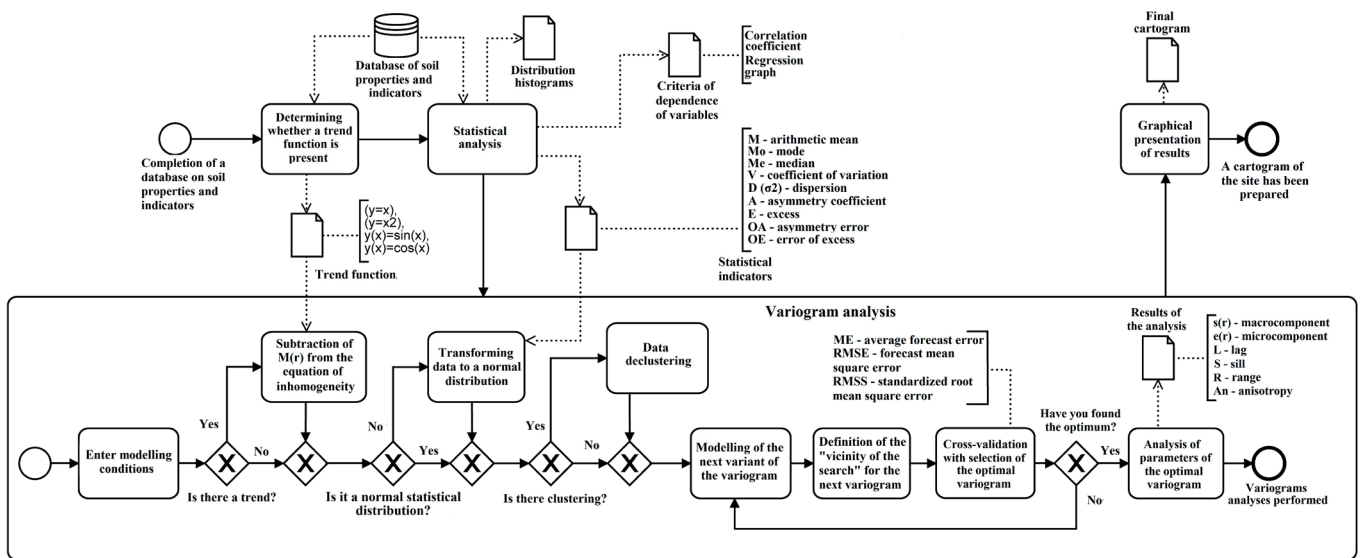 Final
cartogram
Correlation
coefficient
Regression
graph
Database of soil
properties and
indicators
Distribution
histograms
Criteria of
dependence
of variables
Determining
whether a trend
function is
present
Statistical
analysis
Graphical
presentation
of results
Completion of a
database on soil
properties and
indicators
M - arithmetic mean
Mo - mode
Me - median
V - coefficient of variation
D (σ2) - dispersion
A - asymmetry coefficient
E - excess
OA - asymmetry error
OE - error of excess
A cartogram of
the site has been
prepared
(y=x),
(y=x2),
y(x)=sin(x),
y(x)=cos(x)
Trend function
Statistical
indicators
Variogram analysis
Subtraction of
M(r) from the
equation of
inhomogeneity
Transforming
data to a normal
distribution
Data
declustering
ME - average forecast error
RMSE - forecast mean
square error
RMSS - standardized root
mean square error
Results of
the analysis
s(r) - macrocomponent
e(r) - microcomponent
L - lag
S - sill
R - range
An - anisotropy
Have you found
the optimum?
Yes
No
No
Yes
Yes
No
Yes
No
Enter modelling
conditions
X
X
X
X
X
X
X
Modelling of the
next variant of
the variogram
Definition of the
"vicinity of the
search" for the
next variogram
Cross-validation
with selection of
the optimal
variogram
Analysis of
parameters of
the optimal
variogram
Is there a trend?
Is it a normal statistical
distribution?
Is there clustering?
Variograms
analyses performed